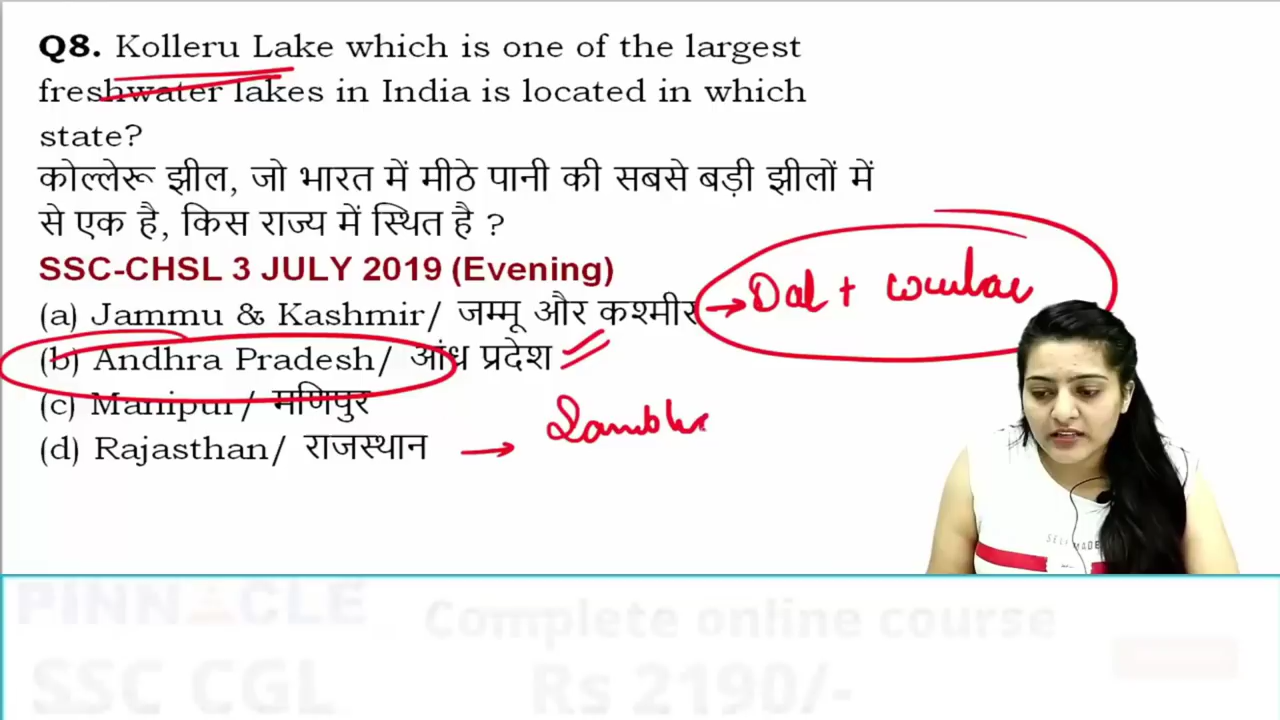 Q8. Kolleru Lake which is one of the largest
freshwater lakes in India is located in which
state?
कोल्लेरू झील, जो भारत में मीठे पानी की सबसे बड़ी झीलों में
से एक है, किस राज्य में स्थित है ?
SSC-CHSL 3 JULY 2019 (Evening)
(a) Jammu & Kashmir/ जम्मू और कश्मीर → Dal +
(b) Andhra Pradesh/ आंध्र प्रदेश
(c) Manipur/ मणिपुर
(d) Rajasthan/ राजस्थान →
SELF MADE
PINNACLE
Complete online course
SSC CGL
Rs 2190/-